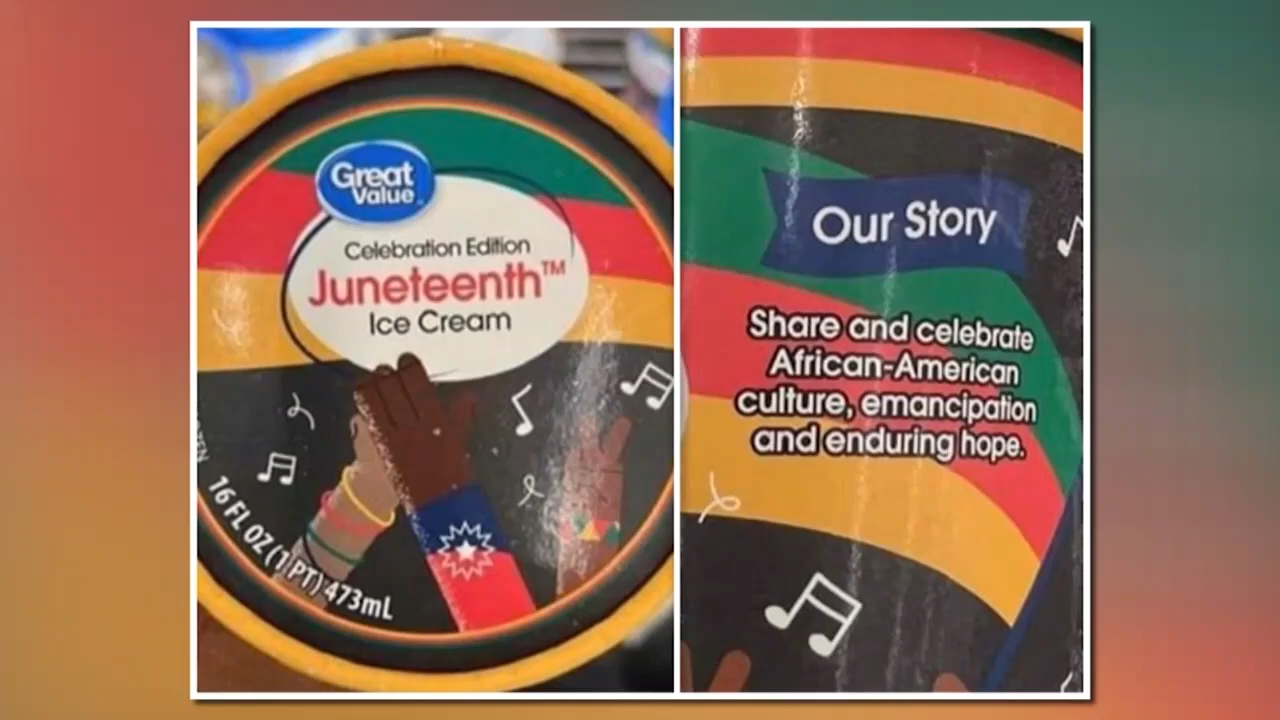 Great
Value™
Celebration Edition
Juneteenth™
Ice Cream
16 FL OZ (1 PT) 473mL
Our Story
Share and celebrate
African-American
culture, emancipation
and enduring hope.